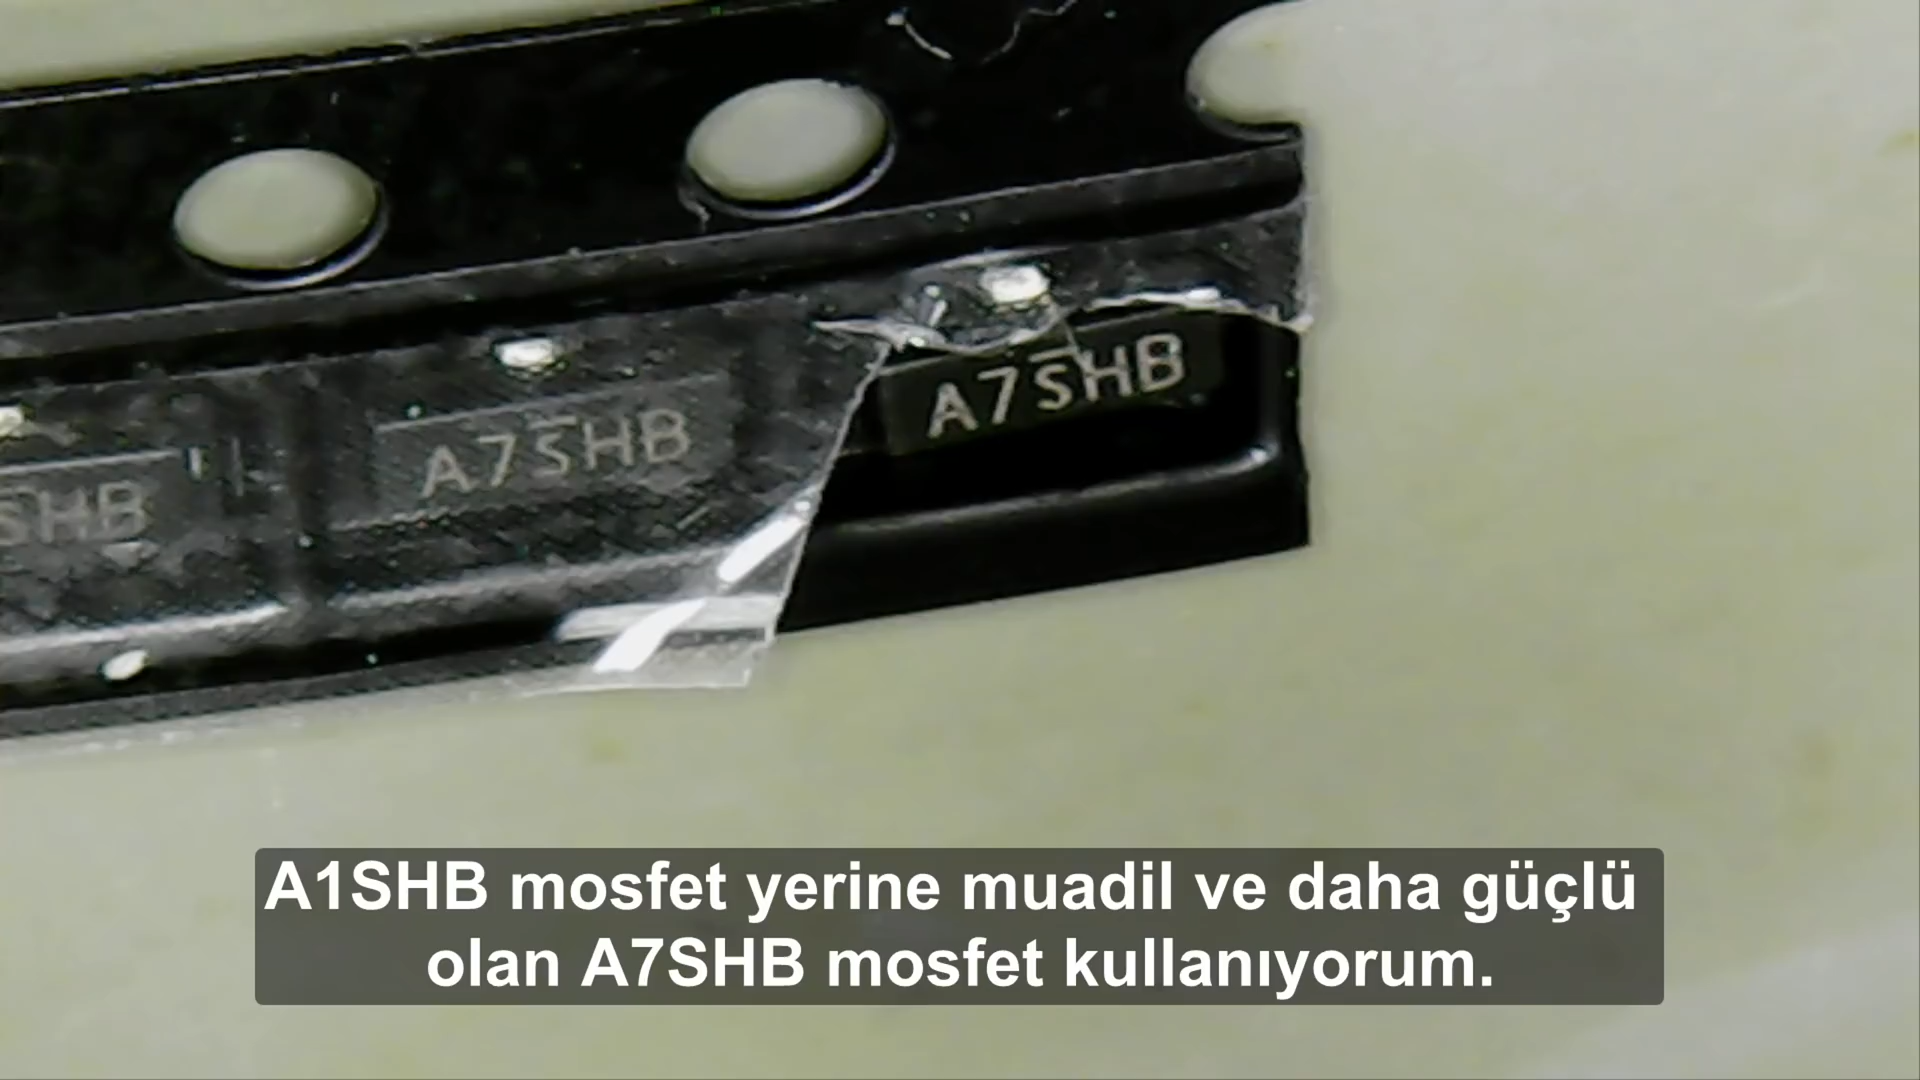 A7SHB
A7SHB
SHB
A1SHB mosfet yerine muadil ve daha güçlü
olan A7SHB mosfet kullanıyorum.